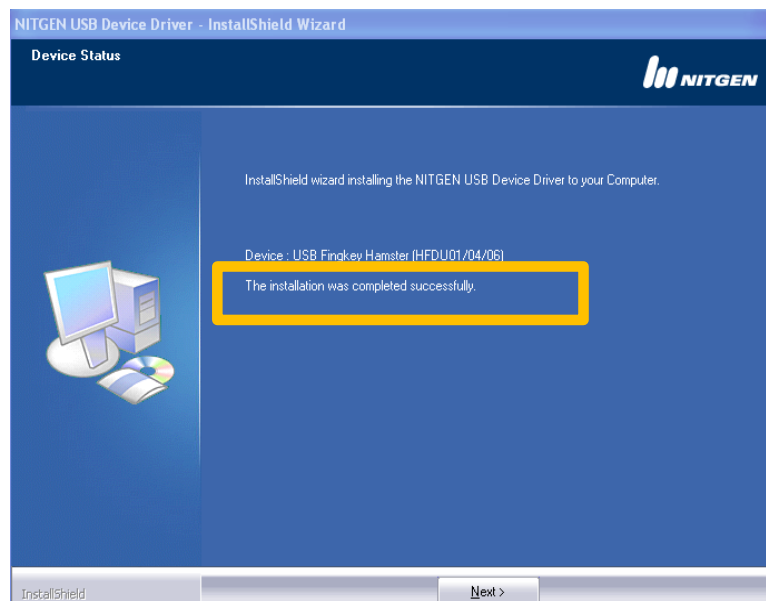 NITGEN USB Device Driver - InstallShield Wizard
Device Status
NITGEN
InstallShield wizard installing the NITGEN USB Device Driver to your Computer.
Device : USB Fingkey Hamster (HFDU01/04/06)
The installation was completed successfully.
InstallShield
Next >